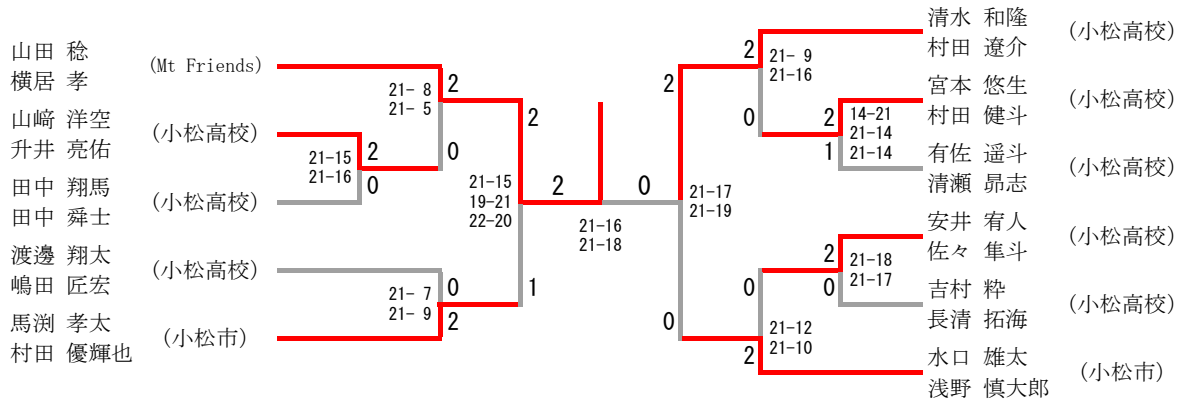 山田 稔
横居 孝
(Mt Friends)
山﨑 洋空
升井 亮佑
(小松高校)
田中 翔馬
田中 舜士
(小松高校)
渡邊 翔太
嶋田 匠宏
(小松高校)
馬渕 孝太
村田 優輝也
(小松市)
21-15
21-16
2
0
21- 8
21- 5
2
0
21- 7
21- 9
0
2
21-15
19-21
22-20
2
1
2
0
21-16
21-18
2
0
21-17
21-19
2
0
21- 9
21-16
2
1
14-21
21-14
21-14
0
2
21-12
21-10
2
0
21-18
21-17
清水 和隆
村田 遼介
(小松高校)
宮本 悠生
村田 健斗
(小松高校)
有佐 遥斗
清瀬 昴志
(小松高校)
安井 宥人
佐々 隼斗
(小松高校)
吉村 粋
長清 拓海
(小松高校)
水口 雄太
浅野 慎大郎
(小松市)